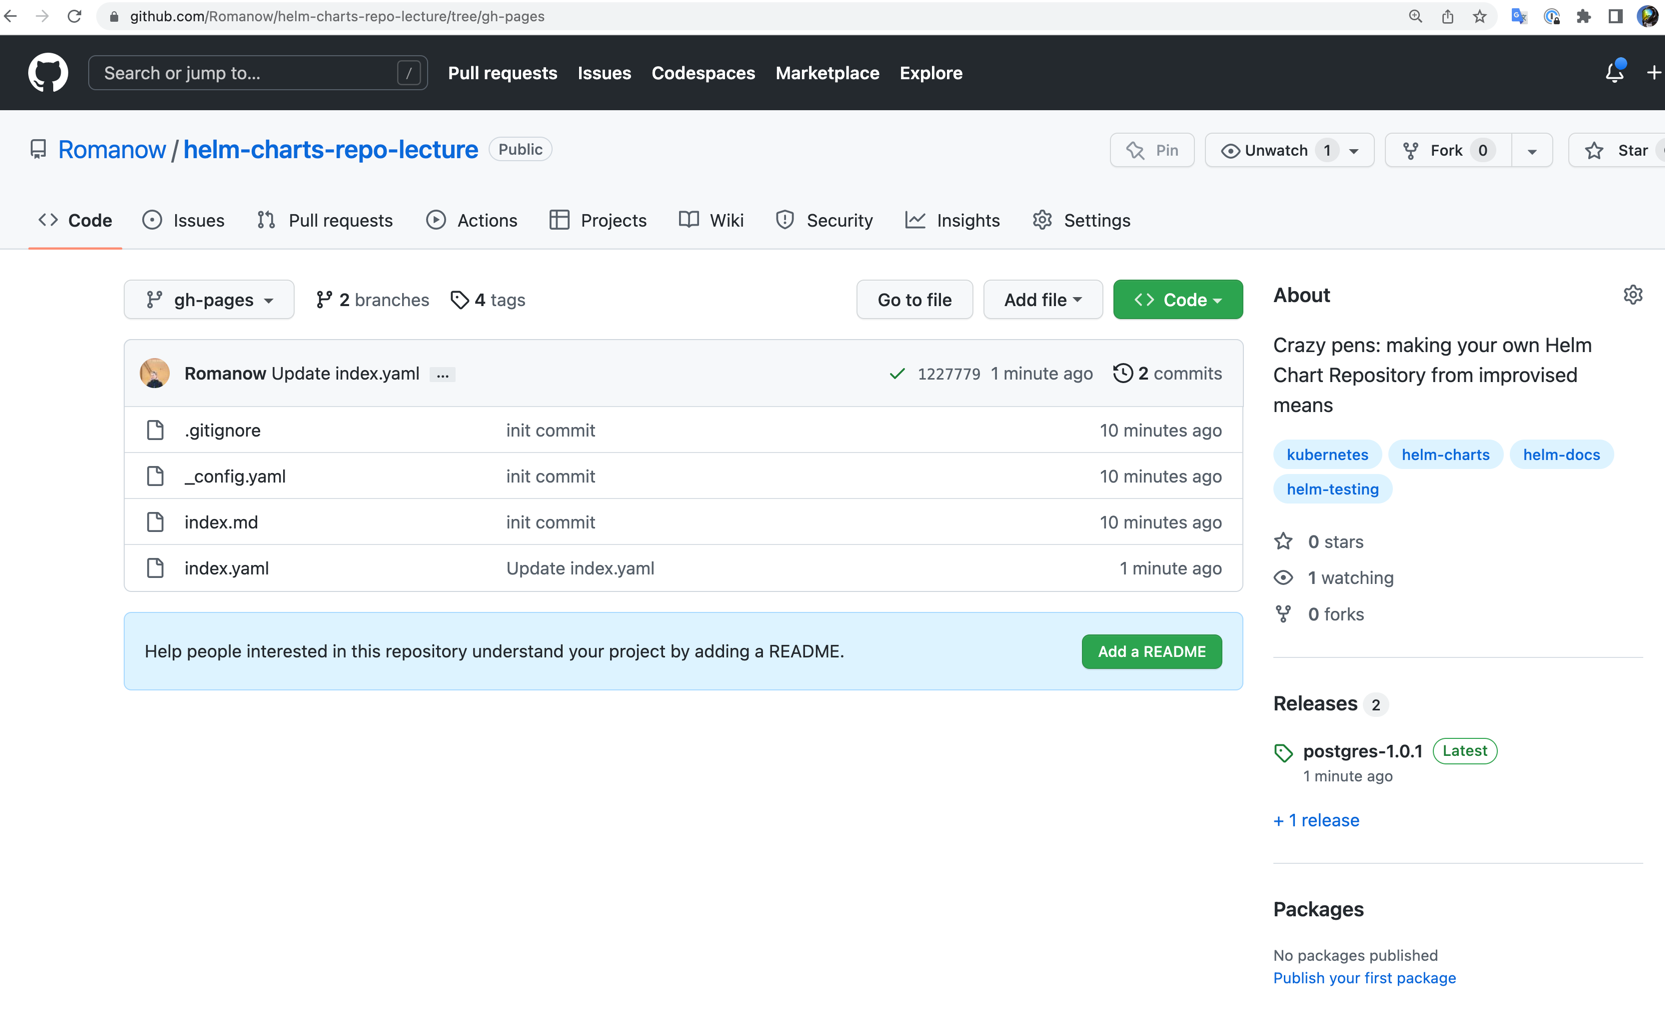 github.com/Romanow/helm-charts-repo-lecture/tree/gh-pages
Search or jump to... /
Pull requests Issues Codespaces Marketplace Explore
Romanow / helm-charts-repo-lecture Public
Pin Unwatch 1 Fork 0 Star
Code Issues Pull requests Actions Projects Wiki Security Insights Settings
gh-pages 2 branches 4 tags Go to file Add file Code
Romanow Update index.yaml ... 1227779 1 minute ago 2 commits
.gitignore init commit 10 minutes ago
_config.yaml init commit 10 minutes ago
index.md init commit 10 minutes ago
index.yaml Update index.yaml 1 minute ago
Help people interested in this repository understand your project by adding a README. Add a README
About
Crazy pens: making your own Helm
Chart Repository from improvised
means
kubernetes helm-charts helm-docs
helm-testing
0 stars
1 watching
0 forks
Releases 2
postgres-1.0.1 Latest
1 minute ago
+ 1 release
Packages
No packages published
Publish your first package